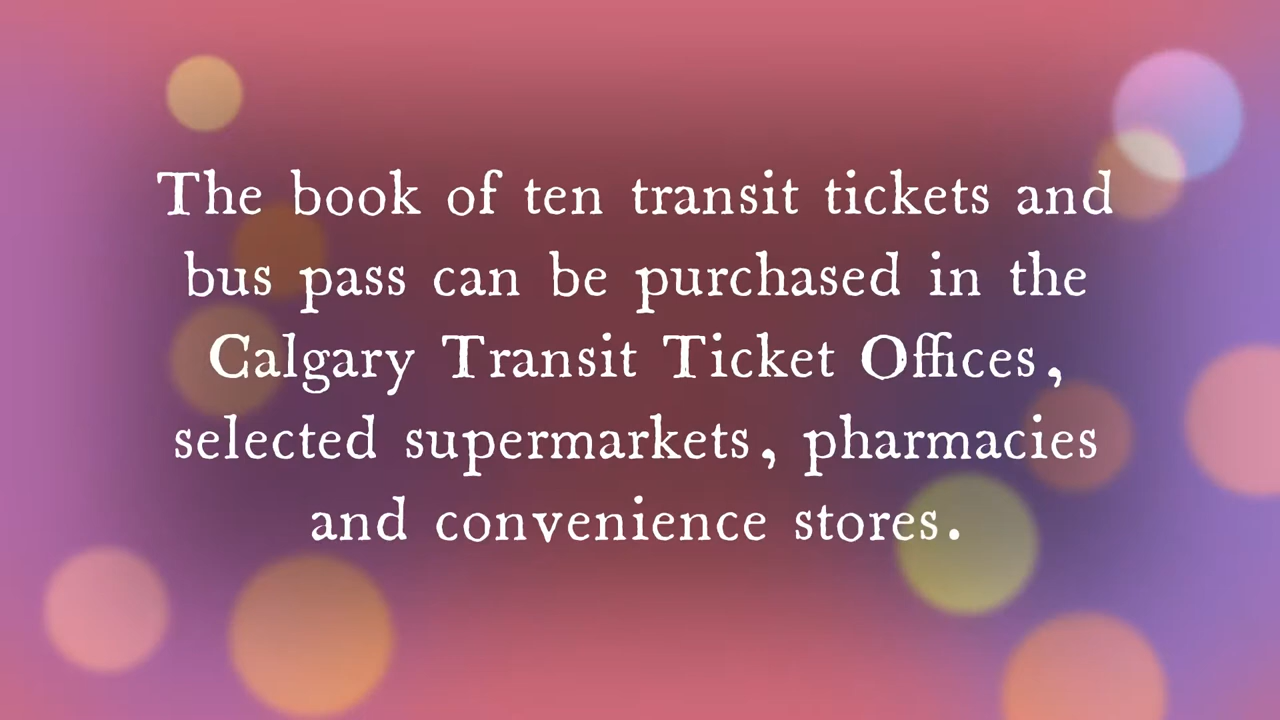 The book of ten transit tickets and
bus pass can be purchased in the
Calgary Transit Ticket Offices,
selected supermarkets, pharmacies
and convenience stores.